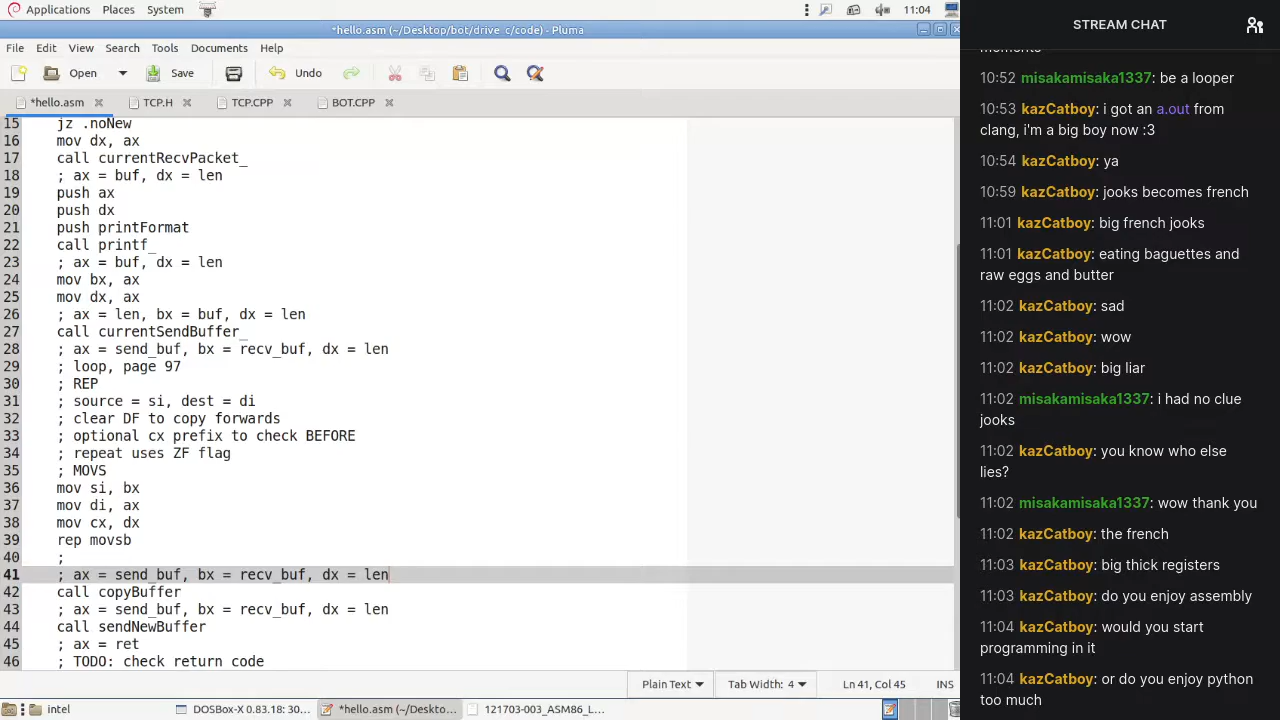 Applications Places System 11:04
*hello.asm (~/Desktop/bot/drive_c/code) - Pluma
File Edit View Search Tools Documents Help
Open Save Undo
*hello.asm TCP.H TCP.CPP BOT.CPP
15 jz .noNew
16 mov dx, ax
17 call currentRecvPacket_
18 ; ax = buf, dx = len
19 push ax
20 push dx
21 push printFormat
22 call printf_
23 ; ax = buf, dx = len
24 mov bx, ax
25 mov dx, ax
26 ; ax = len, bx = buf, dx = len
27 call currentSendBuffer_
28 ; ax = send_buf, bx = recv_buf, dx = len
29 ; loop, page 97
30 ; REP
31 ; source = si, dest = di
32 ; clear DF to copy forwards
33 ; optional cx prefix to check BEFORE
34 ; repeat uses ZF flag
35 ; MOVS
36 mov si, bx
37 mov di, ax
38 mov cx, dx
39 rep movsb
40 ;
41 ; ax = send_buf, bx = recv_buf, dx = len
42 call copyBuffer
43 ; ax = send_buf, bx = recv_buf, dx = len
44 call sendNewBuffer
45 ; ax = ret
46 ; TODO: check return code
Plain Text Tab Width: 4 Ln 41, Col 45 INS
intel DOSBox-X 0.83.18: 30... *hello.asm (~/Deskto... 121703-003_ASM86_L...
STREAM CHAT
moments
10:52 misakamisaka1337: be a looper
10:53 kazCatboy: i got an a.out from
clang, i'm a big boy now :3
10:54 kazCatboy: ya
10:59 kazCatboy: jooks becomes french
11:01 kazCatboy: big french jooks
11:01 kazCatboy: eating baguettes and
raw eggs and butter
11:02 kazCatboy: sad
11:02 kazCatboy: wow
11:02 kazCatboy: big liar
11:02 misakamisaka1337: i had no clue
jooks
11:02 kazCatboy: you know who else
lies?
11:02 misakamisaka1337: wow thank you
11:02 kazCatboy: the french
11:03 kazCatboy: big thick registers
11:03 kazCatboy: do you enjoy assembly
11:04 kazCatboy: would you start
programming in it
11:04 kazCatboy: or do you enjoy python
too much